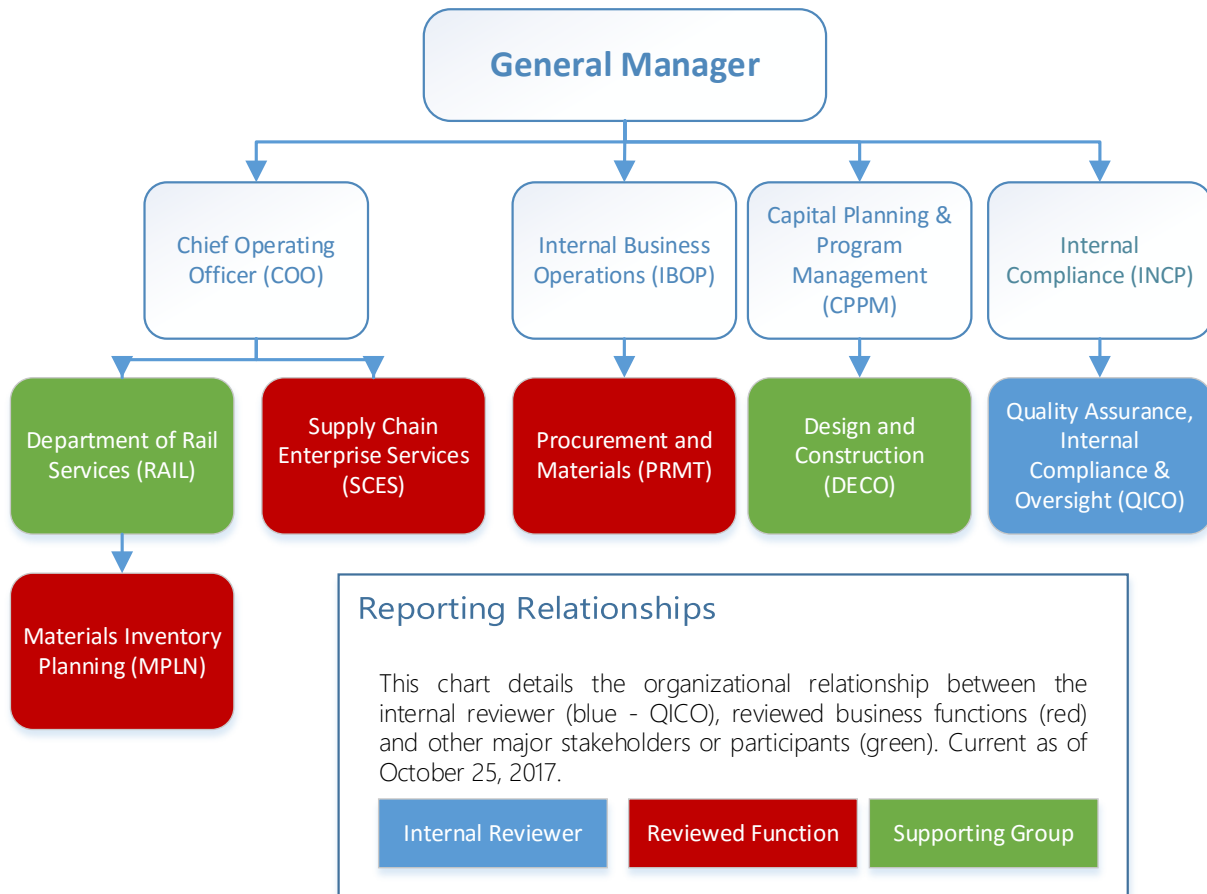 General Manager
Chief Operating
Officer (COO)
Internal Business
Operations (IBOP)
Capital Planning &
Program
Management
(CPPM)
Internal
Compliance (INCP)
Department of Rail
Services (RAIL)
Supply Chain
Enterprise Services
(SCES)
Procurement and
Materials (PRMT)
Design and
Construction
(DECO)
Quality Assurance,
Internal
Compliance &
Oversight (QICO)
Materials Inventory
Planning (MPLN)
Reporting Relationships
This chart details the organizational relationship between the
internal reviewer (blue - QICO), reviewed business functions (red)
and other major stakeholders or participants (green). Current as of
October 25, 2017.
Internal Reviewer
Reviewed Function
Supporting Group